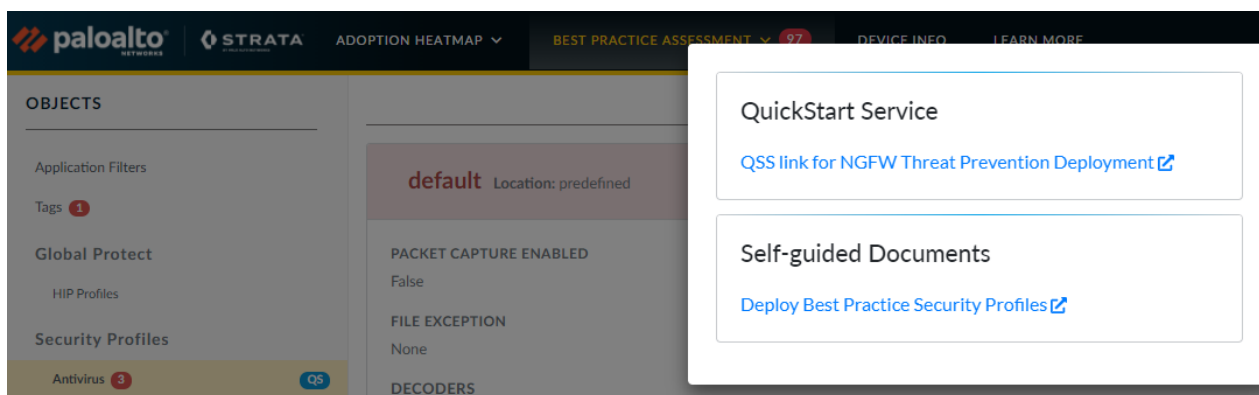 paloalto STRATA ADOPTION HEATMAP BEST PRACTICE ASSESSMENT 97 DEVICE INFO LEARN MORE
NETWORKS
OBJECTS
Application Filters
Tags 1
Global Protect
HIP Profiles
Security Profiles
Antivirus 3 QS
default Location: predefined
PACKET CAPTURE ENABLED
False
FILE EXCEPTION
None
DECODERS
QuickStart Service
QSS link for NGFW Threat Prevention Deployment
Self-guided Documents
Deploy Best Practice Security Profiles